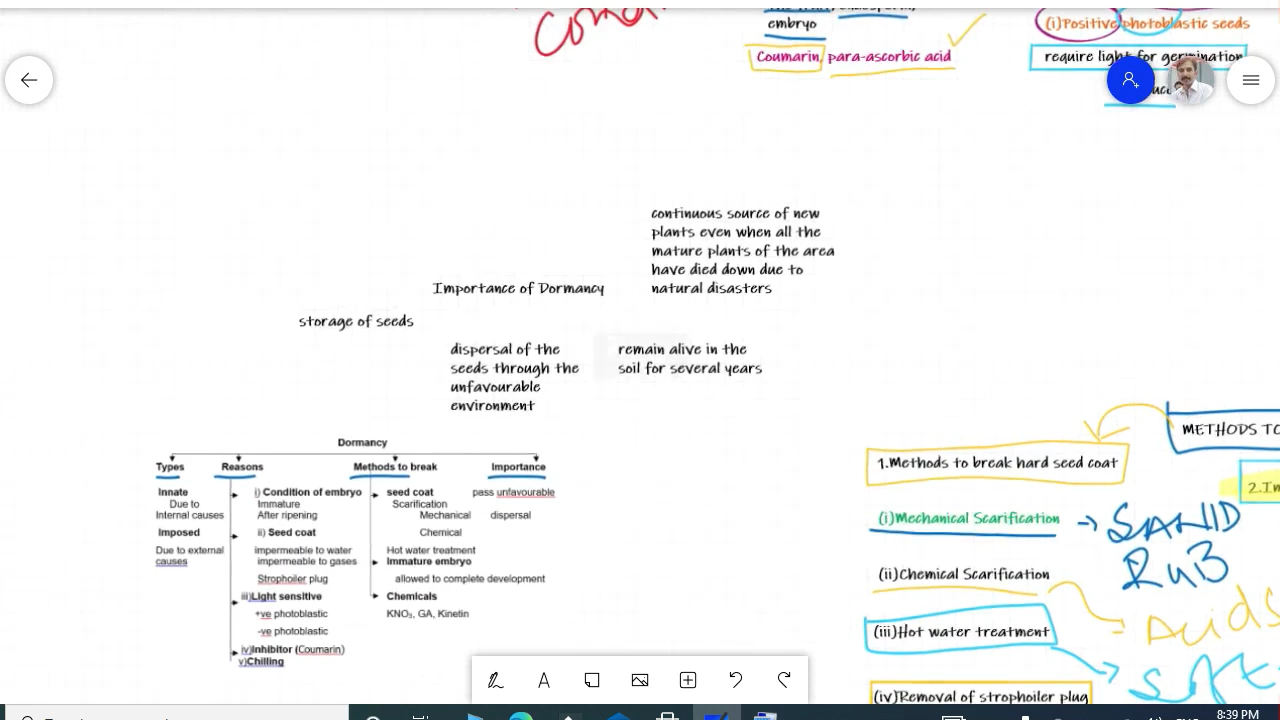 embryo
Coumarin, para-ascorbic acid
(i)Positive photoblastic seeds
require light for germination
continuous source of new
plants even when all the
mature plants of the area
have died down due to
natural disasters
Importance of Dormancy
storage of seeds
dispersal of the
seeds through the
unfavourable
environment
remain alive in the
soil for several years
Dormancy
Types Reasons Methods to break Importance
Innate i) Condition of embryo seed coat pass unfavourable
Due to Immature Scarification
Internal causes After ripening Mechanical dispersal
Imposed ii) Seed coat Chemical
Due to external impermeable to water Hot water treatment
causes impermeable to gases Immature embryo
Strophoiler plug allowed to complete development
iii)Light sensitive Chemicals
+ve photoblastic KNO₃, GA, Kinetin
-ve photoblastic
iv)Inhibitor (Coumarin)
v)Chilling
METHODS TO
1.Methods to break hard seed coat
(i)Mechanical Scarification
RUB
(ii)Chemical Scarification
Acids
(iii)Hot water treatment
Soft
(iv)Removal of strophoiler plug
8:39 PM